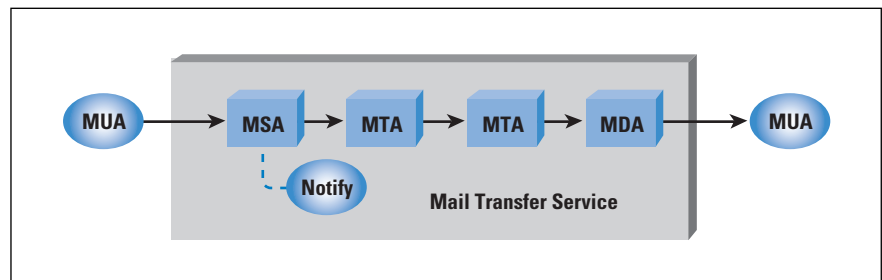 MUA MSA MTA MTA MDA MUA
Notify
Mail Transfer Service